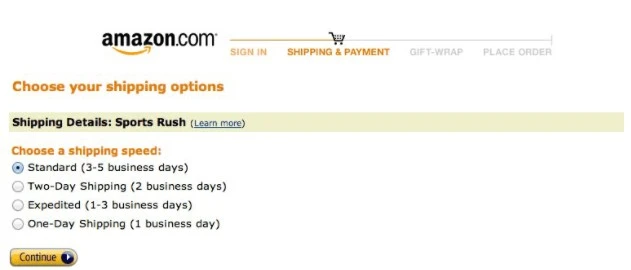 amazon.com
SIGN IN SHIPPING & PAYMENT GIFT-WRAP PLACE ORDER
Choose your shipping options
Shipping Details: Sports Rush (Learn more)
Choose a shipping speed:
Standard (3-5 business days)
Two-Day Shipping (2 business days)
Expedited (1-3 business days)
One-Day Shipping (1 business day)
Continue